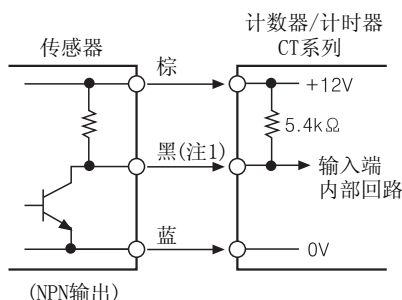 计数器/计时器
传感器
CT系列
棕
+12V
5.4kΩ
黑(注1)
输入端
内部回路
蓝
0V
(NPN输出)